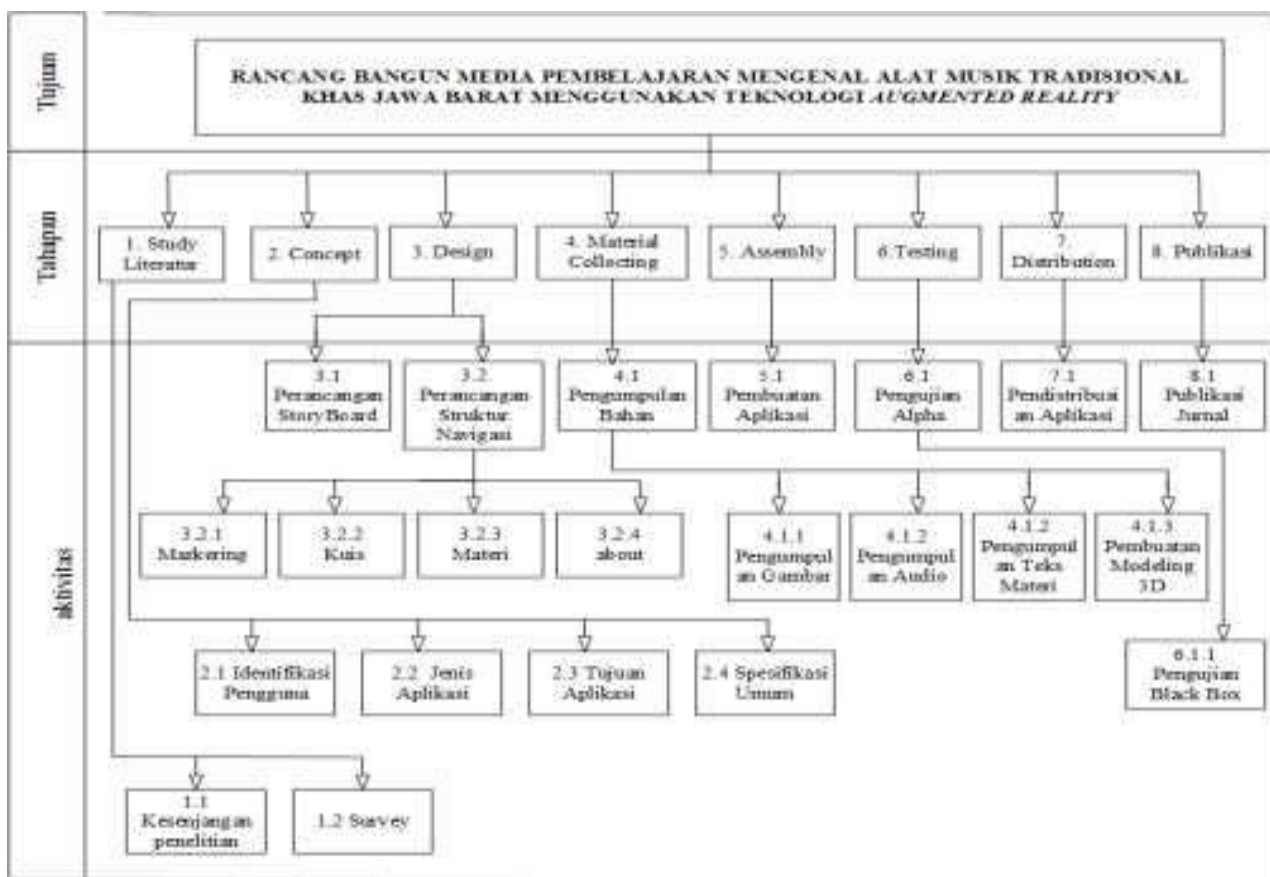 Tujuan
RANCANG BANGUN MEDIA PEMBELAJARAN MENGENAL ALAT MUSIK TRADISIONAL
KHAS JAWA BARAT MENGGUNAKAN TEKNOLOGI AUGMENTED REALITY
Tahapan
1. Study
Literatur
2. Concept
3. Design
4. Material
Collecting
5. Assembly
6.Testing
7.
Distribution
8. Publikasi
aktivitas
3.1
Perancangan
StoryBoard
3.2.
Perancangan
Struktur
Navigasi
4.1
Pengumpulan
Bahan
5.1
Pembuatan
Aplikasi
6.1
Pengujian
Alpha
7.1
Pendistribusi
an Aplikasi
8.1
Publikasi
Jurnal
3.2.1
Markering
3.2.2
Kuis
3.2.3
Materi
3.2.4
about
4.1.1
Pengumpul
an Gambar
4.1.2
Pengumpul
an Audio
4.1.2
Pengumpul
an Teks
Materi
4.1.3
Pembuatan
Modeling
3D
2.1 Identifikasi
Pengguna
2.2 Jenis
Aplikasi
2.3 Tujuan
Aplikasi
2.4 Spesifikasi
Umum
6.1.1
Pengujian
Black Box
1.1
Kesenjangan
penelitian
1.2 Survey